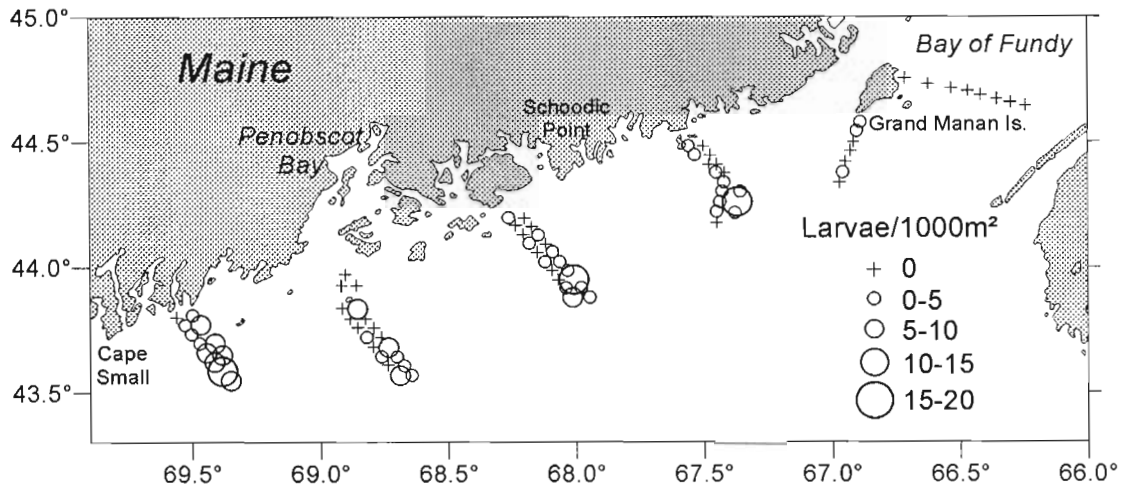 45.0°
Maine
Bay of Fundy
Schoodic
Point
Penobscot
Bay
44.5°
Grand Manan Is.
Larvae/1000m²
0
0-5
5-10
10-15
15-20
44.0°
Cape
Small
43.5°
69.5° 69.0° 68.5° 68.0° 67.5° 67.0° 66.5° 66.0°